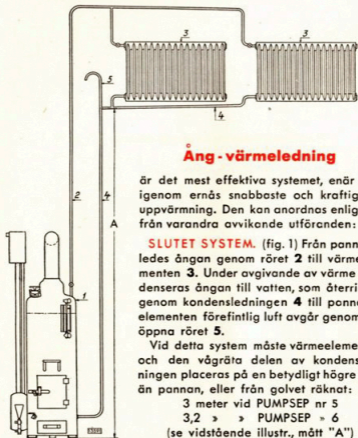 3
3
5
4
2
4
A
1
Ång-värmeledning
är det mest effektiva systemet, enär
igenom ernås snabbaste och kraftig
uppvärmning. Den kan anordnas enlig
från varandra avvikande utföranden:
SLUTET SYSTEM. (fig. 1) Från pann
ledes ångan genom röret 2 till värme
menten 3. Under avgivande av värme
denseras ångan till vatten, som återri
genom kondensledningen 4 till panne
elementen förefintlig luft avgår genom
öppna röret 5.
Vid detta system måste värmeeleme
och den vågräta delen av kondens
ningen placeras på en betydligt högre
än pannan, eller från golvet räknat:
3 meter vid PUMPSEP nr 5
3,2 » » PUMPSEP » 6
(se vidstående illustr., mått "A")